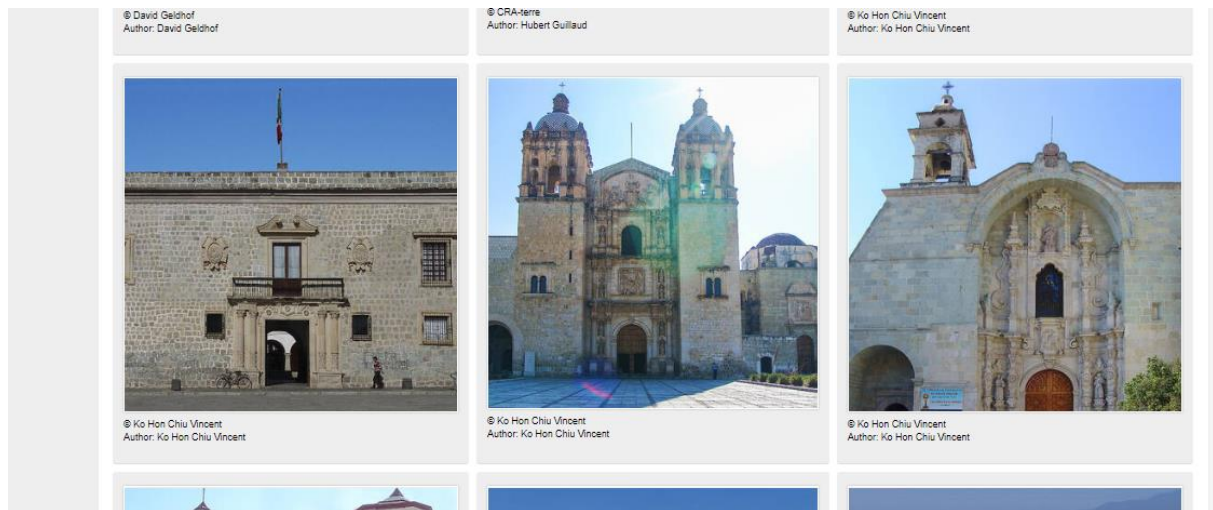 © David Geldhof
Author: David Geldhof
© CRA-terre
Author: Hubert Guillaud
© Ko Hon Chiu Vincent
Author: Ko Hon Chiu Vincent
© Ko Hon Chiu Vincent
Author: Ko Hon Chiu Vincent
© Ko Hon Chiu Vincent
Author: Ko Hon Chiu Vincent
© Ko Hon Chiu Vincent
Author: Ko Hon Chiu Vincent